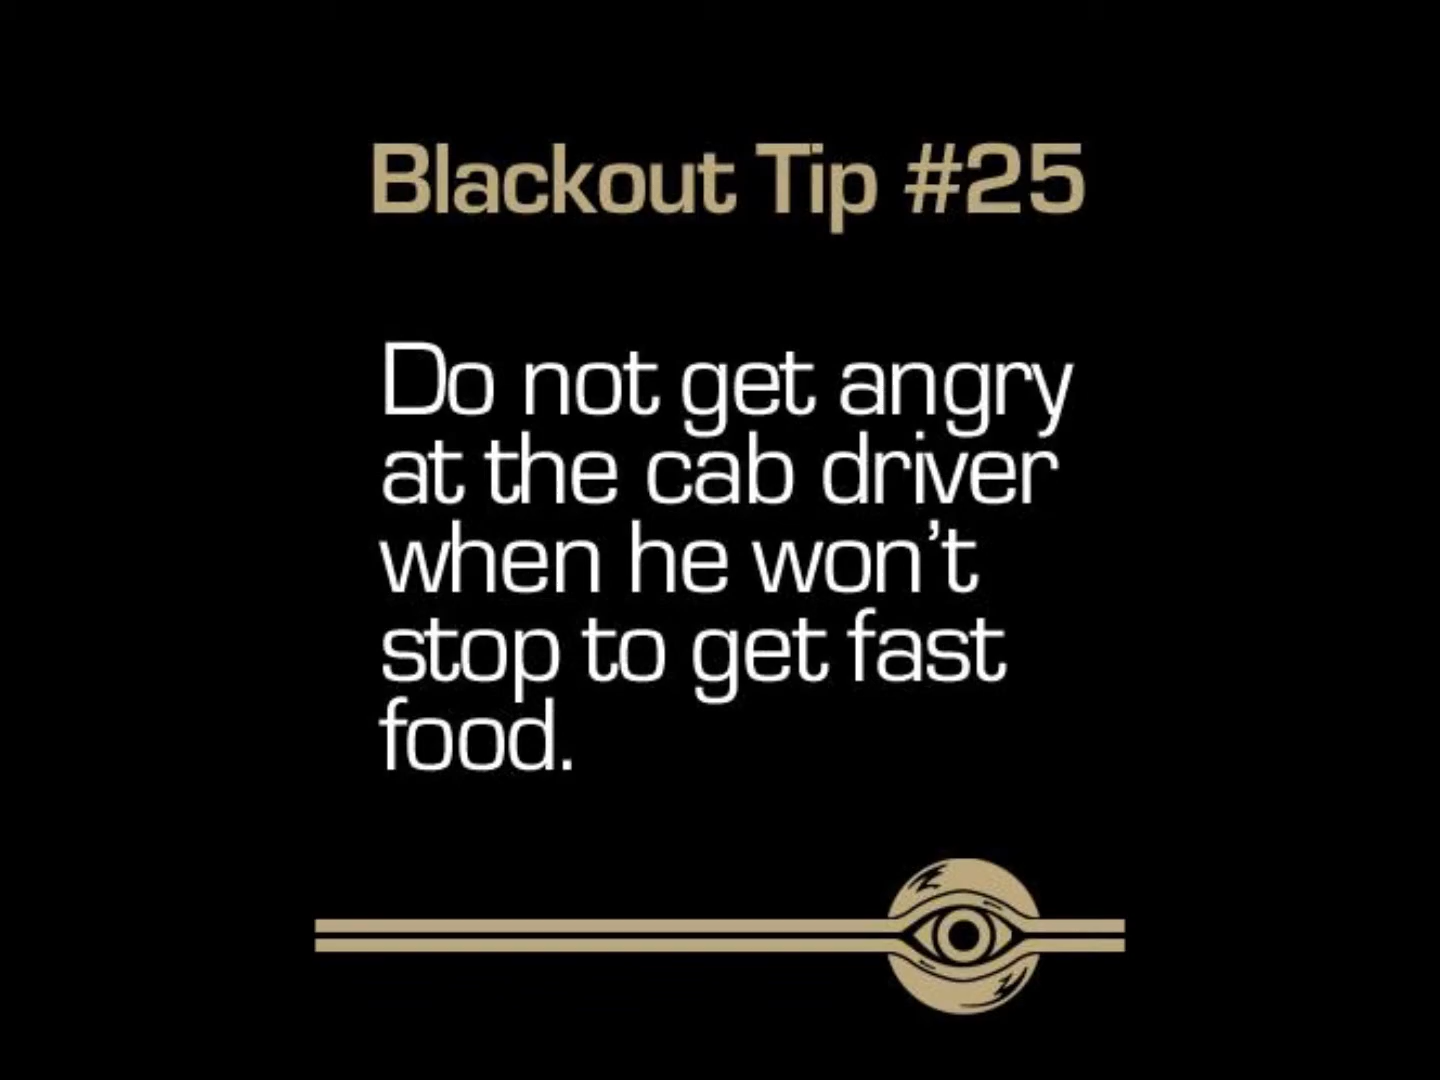 Blackout Tip #25
Do not get angry
at the cab driver
when he won’t
stop to get fast
food.